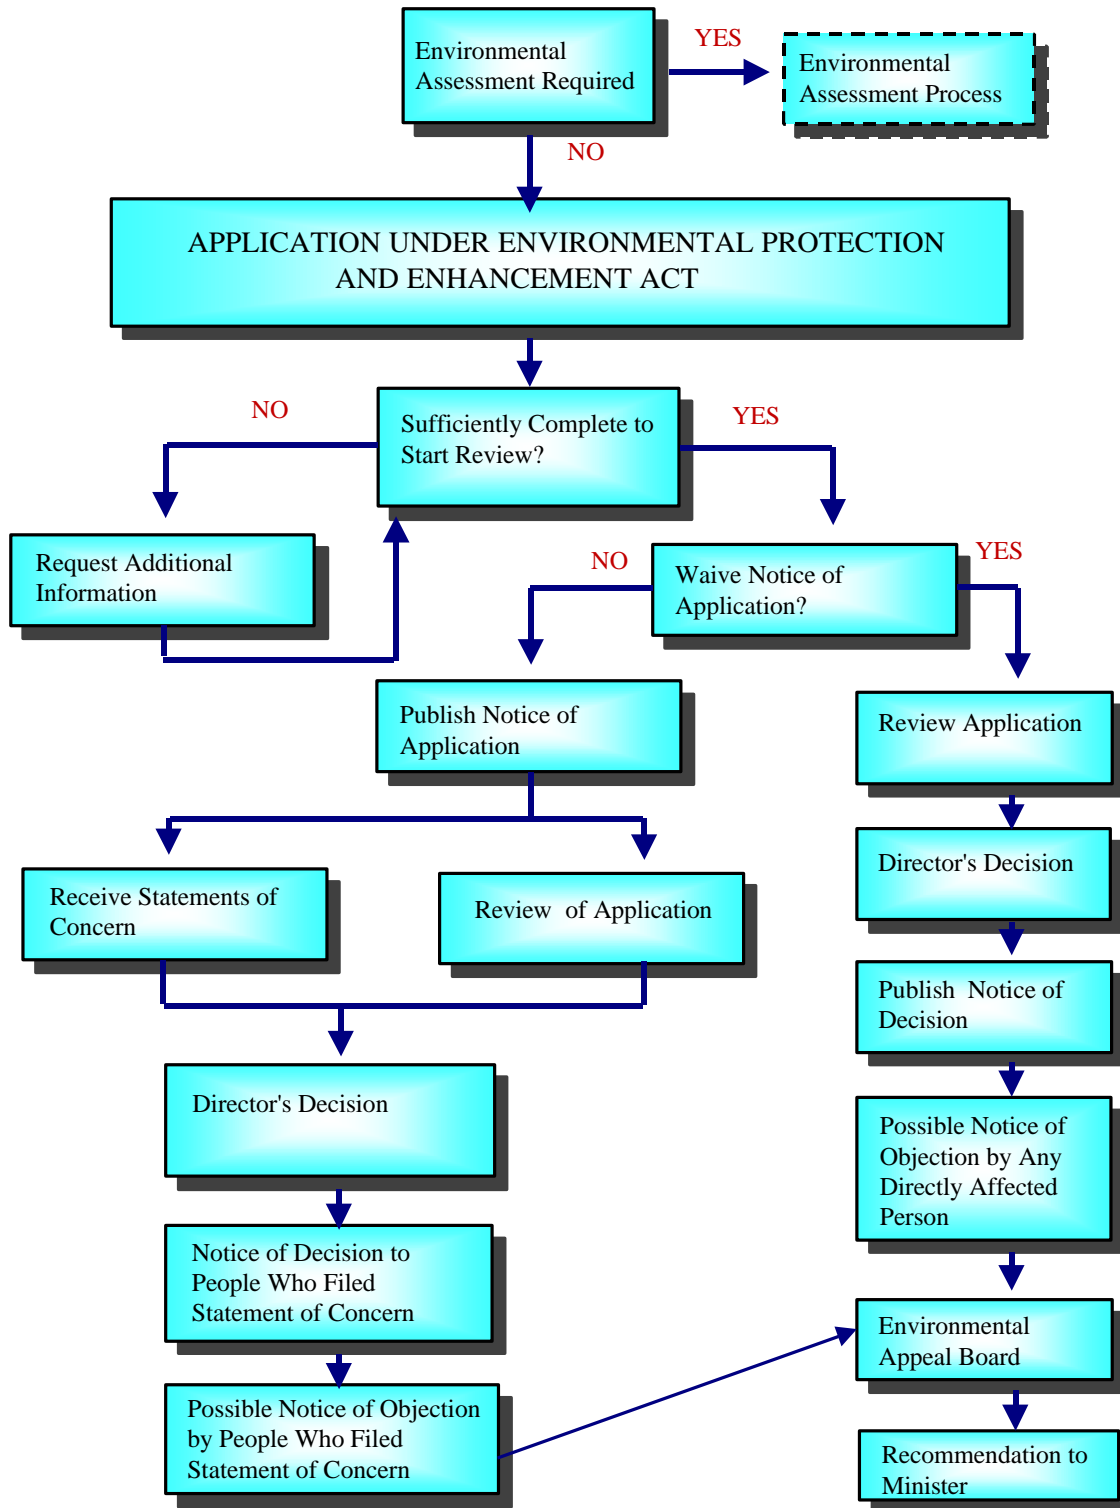 Environmental
Assessment Required
YES
Environmental
Assessment Process
NO
APPLICATION UNDER ENVIRONMENTAL PROTECTION
AND ENHANCEMENT ACT
NO
Sufficiently Complete to
Start Review?
YES
Request Additional
Information
NO
Waive Notice of
Application?
YES
Publish Notice of
Application
Review Application
Receive Statements of
Concern
Review of Application
Director's Decision
Publish Notice of
Decision
Director's Decision
Possible Notice of
Objection by Any
Directly Affected
Person
Notice of Decision to
People Who Filed
Statement of Concern
Environmental
Appeal Board
Possible Notice of Objection
by People Who Filed
Statement of Concern
Recommendation to
Minister